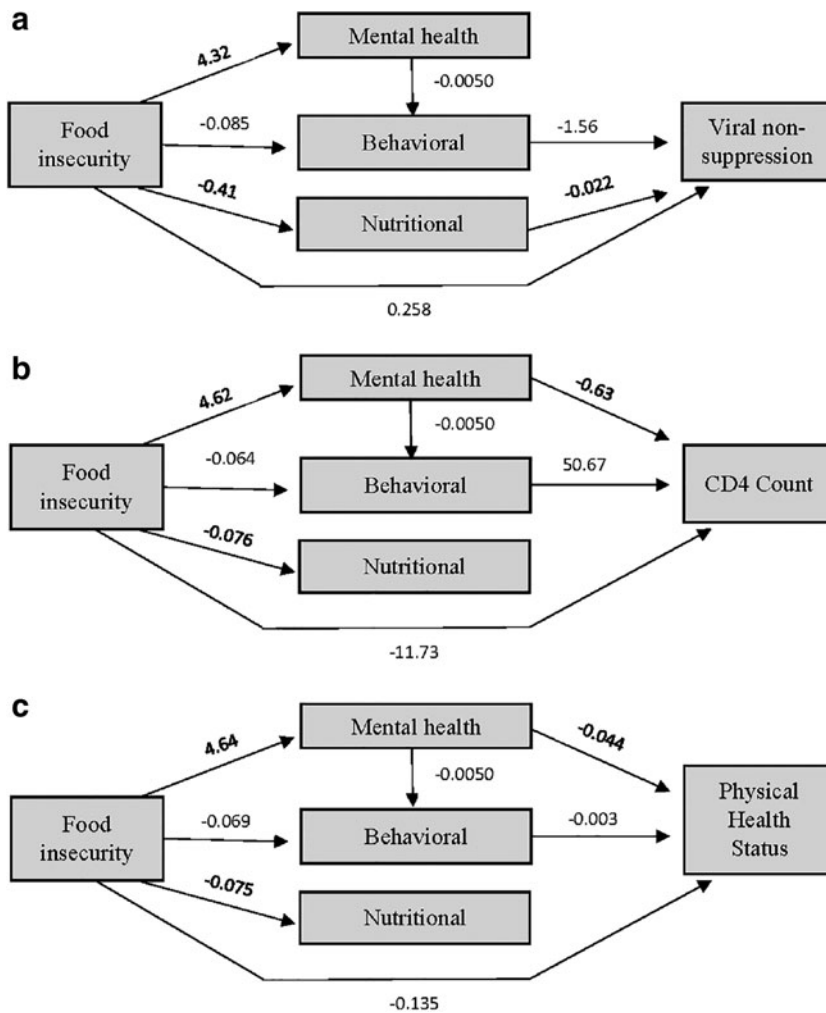 a
Mental health
4.32
-0.0050
Food
insecurity
-0.085
Behavioral
-1.56
Viral non-
suppression
-0.41
Nutritional
-0.022
0.258
b
Mental health
4.62
-0.63
-0.0050
Food
insecurity
-0.064
Behavioral
50.67
CD4 Count
-0.076
Nutritional
-11.73
c
Mental health
4.64
-0.044
-0.0050
Food
insecurity
-0.069
Behavioral
-0.003
Physical
Health
Status
-0.075
Nutritional
-0.135